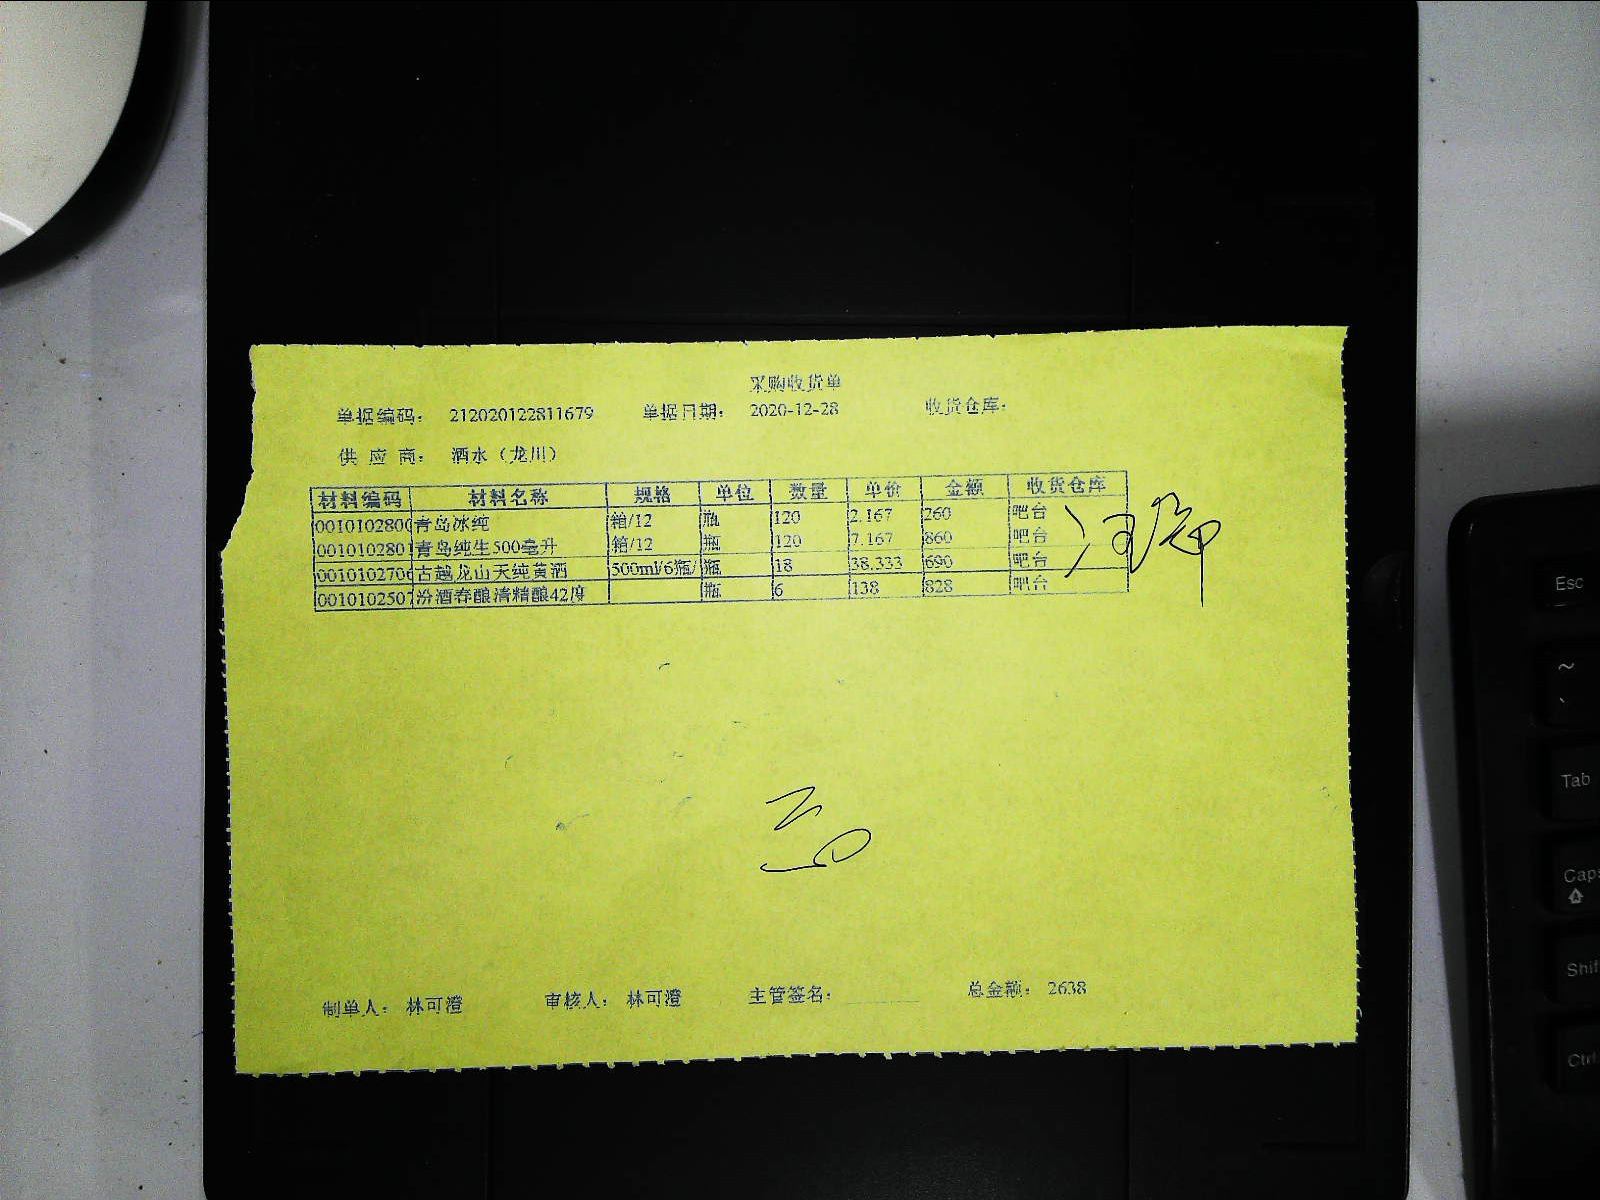 采购收货单
单据编码： 212020122811679 单据日期： 2020-12-28 收货仓库：
供 应 商： 酒水（龙川）
材料编码 材料名称 规格 单位 数量 单价 金额 收货仓库
0010102800 青岛冰纯 箱/12 瓶 120 2.167 260 吧台
0010102801 青岛纯生500毫升 箱/12 瓶 120 7.167 860 吧台
001010270 古越龙山天纯黄酒 500ml/6瓶/ 瓶 18 38.333 690 吧台
0010102507 汾酒春酿清精酿42度 瓶 6 138 828 吧台
制单人： 林可澄 审核人： 林可澄 主管签名： 总金额： 2638
Esc
~
`
Tab
Caps
Shif
Ctrl